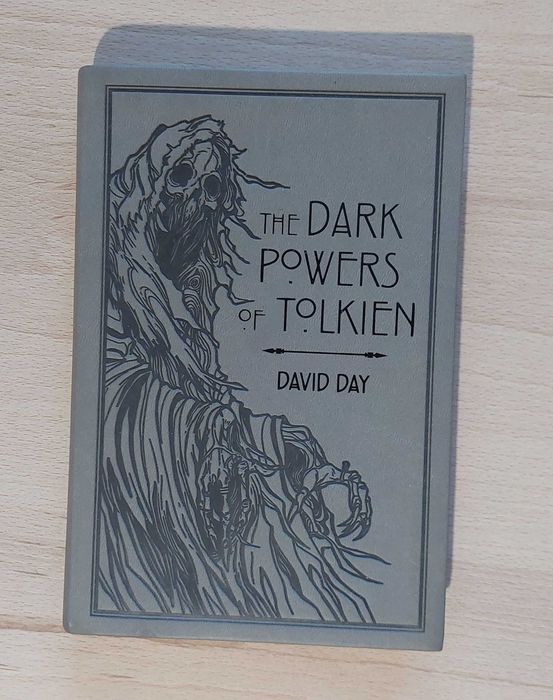 THE DARK
POWERS
OF TOLKIEN
DAVID DAY